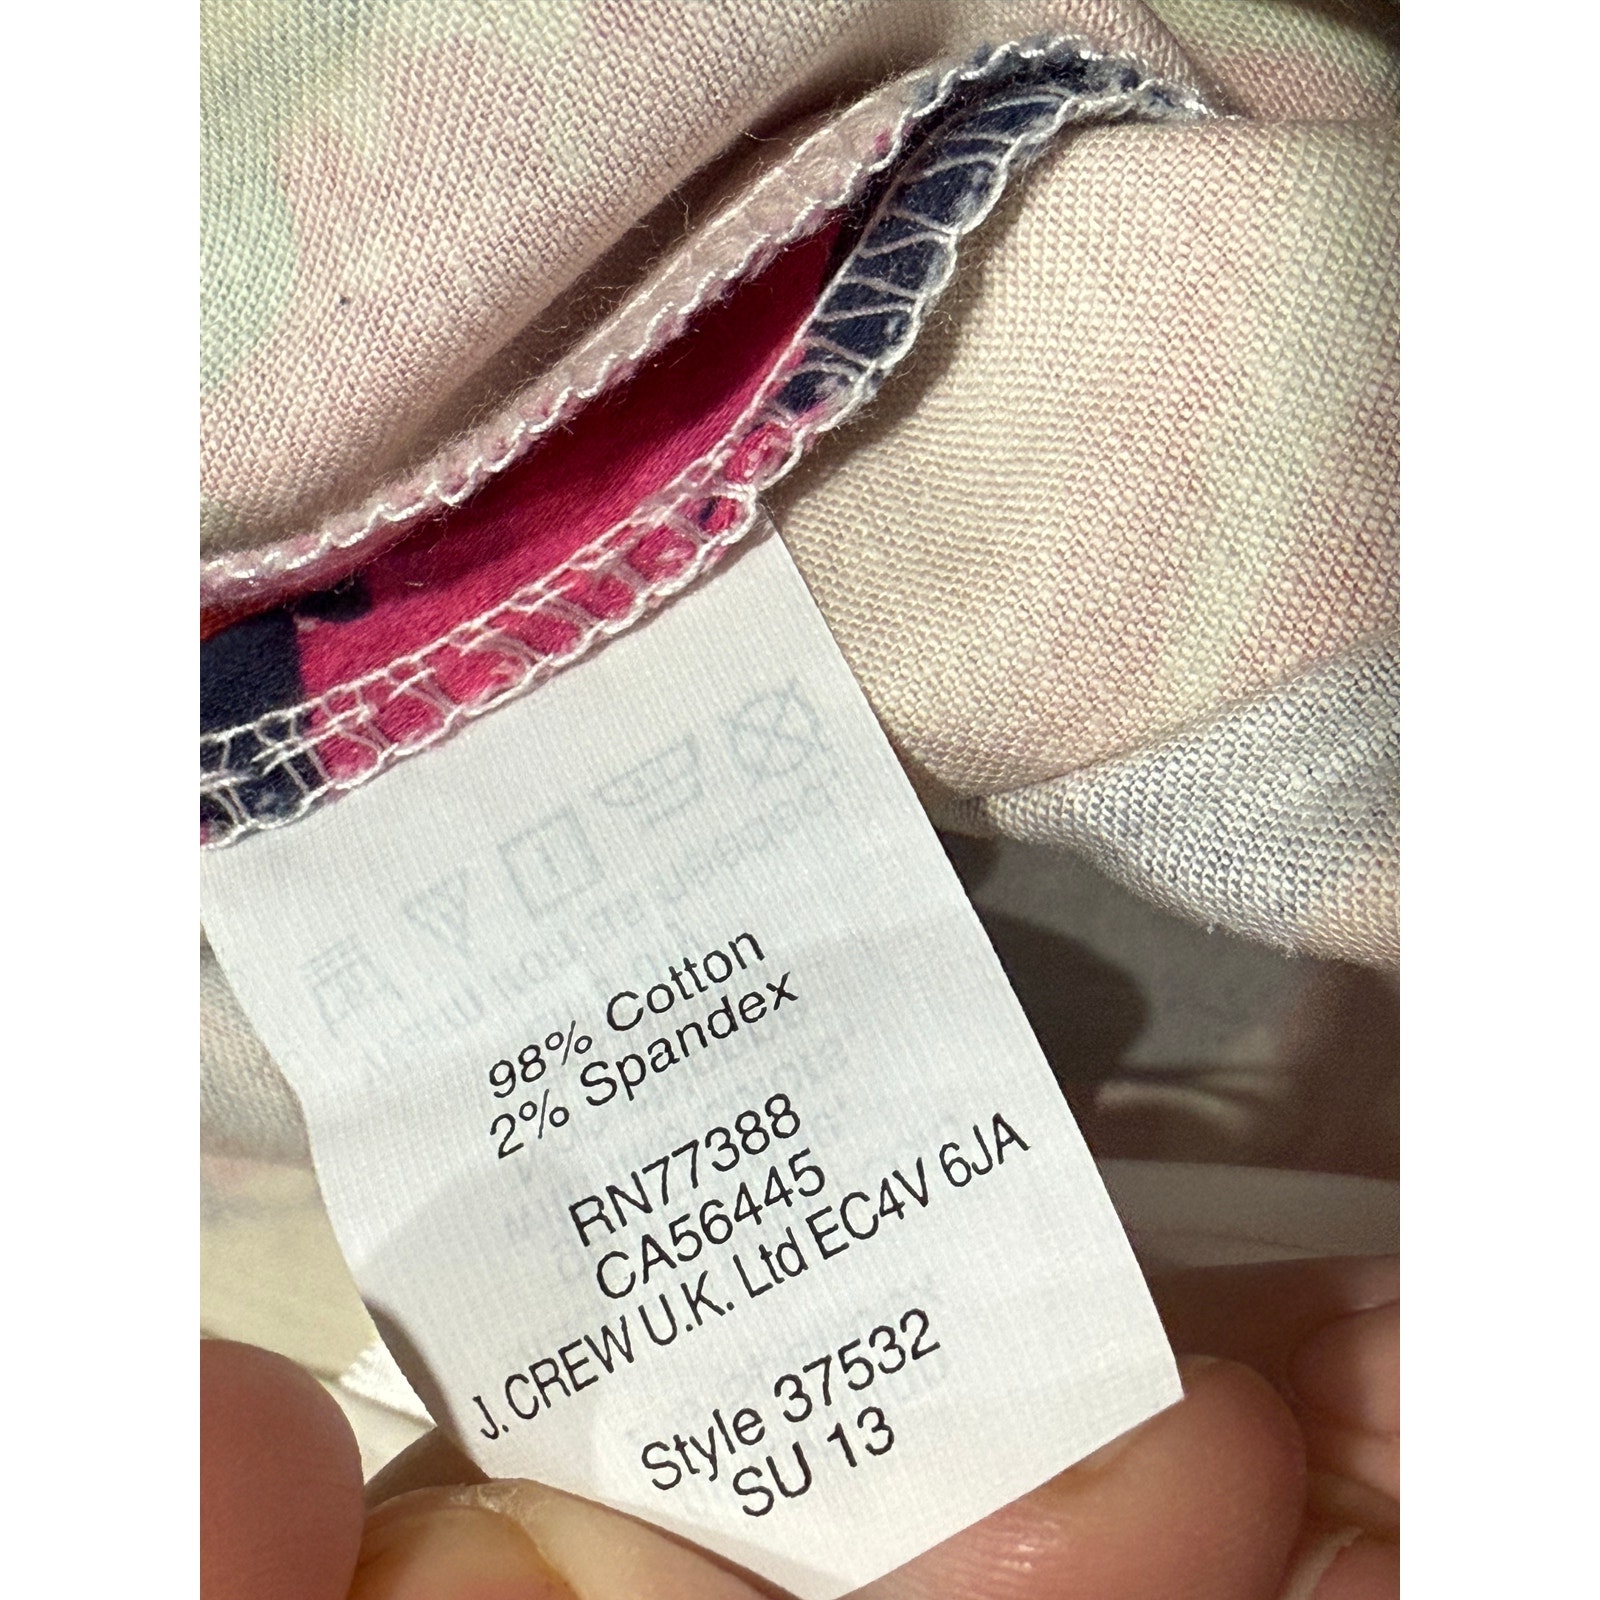 98% Cotton
2% Spandex
RN77388
CA56445
J.CREW U.K. Ltd EC4V 6JA
Style 37532
SU 13